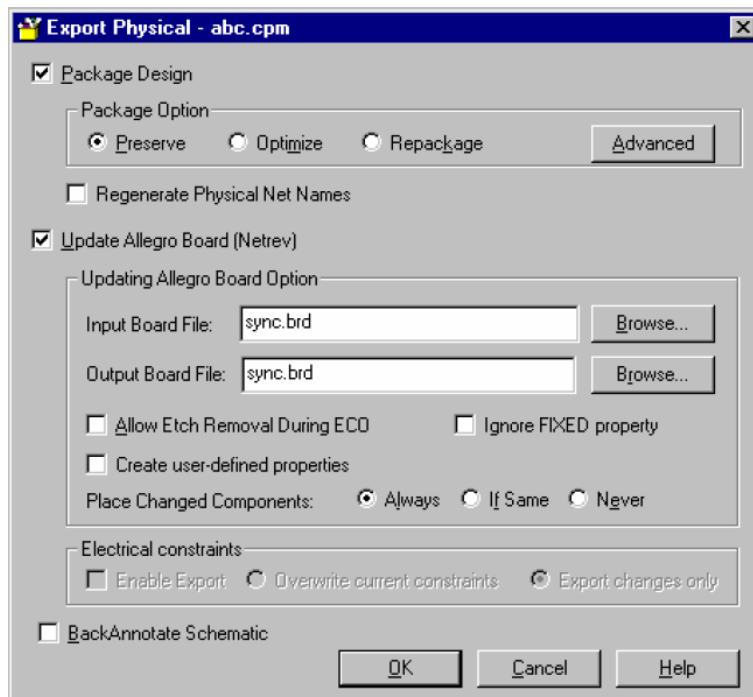 Export Physical - abc.cpm
Package Design
Package Option
Preserve Optimize Repackage Advanced
Regenerate Physical Net Names
Update Allegro Board (Netrev)
Updating Allegro Board Option
Input Board File: sync.brd Browse...
Output Board File: sync.brd Browse...
Allow Etch Removal During ECO Ignore FIXED property
Create user-defined properties
Place Changed Components: Always If Same Never
Electrical constraints
Enable Export Overwrite current constraints Export changes only
BackAnnotate Schematic
OK Cancel Help